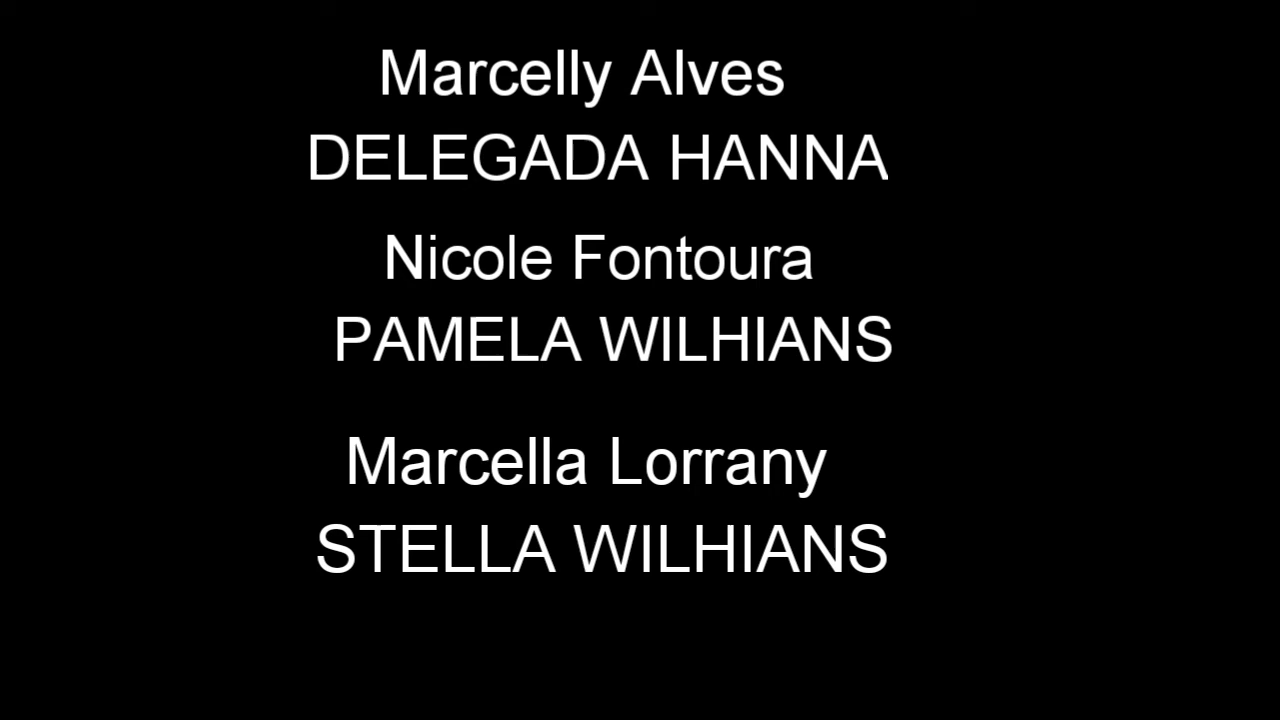 Marcelly Alves
DELEGADA HANNA
Nicole Fontoura
PAMELA WILHIANS
Marcella Lorrany
STELLA WILHIANS